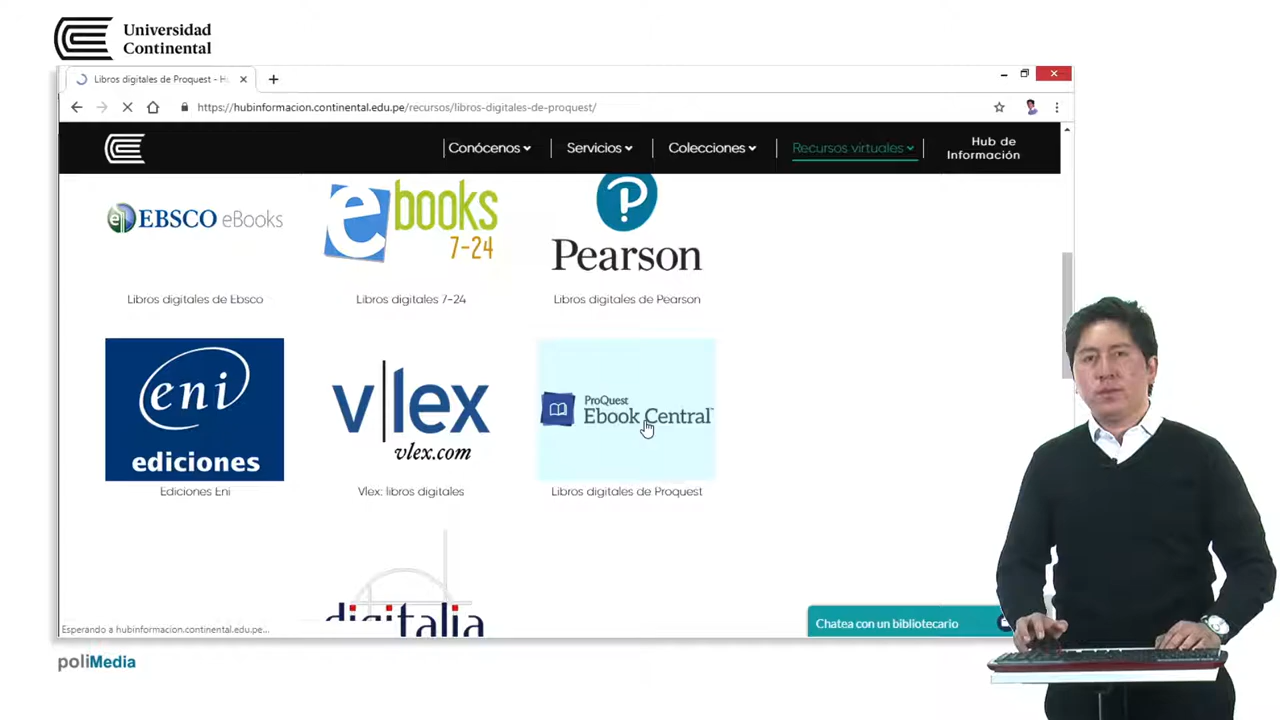 Universidad
Continental
Libros digitales de Proquest - H
https://hubinformacion.continental.edu.pe/recursos/libros-digitales-de-proquest/
Conócenos
Servicios
Colecciones
Recursos virtuales
Hub de
Información
EBSCO eBooks
e books
7-24
Pearson
Libros digitales de Ebsco
Libros digitales 7-24
Libros digitales de Pearson
eni
ediciones
v|lex
vlex.com
ProQuest
Ebook Central
Ediciones Eni
Vlex: libros digitales
Libros digitales de Proquest
digitalia
Chatea con un bibliotecario
Esperando a hubinformacion.continental.edu.pe...
poliMedia